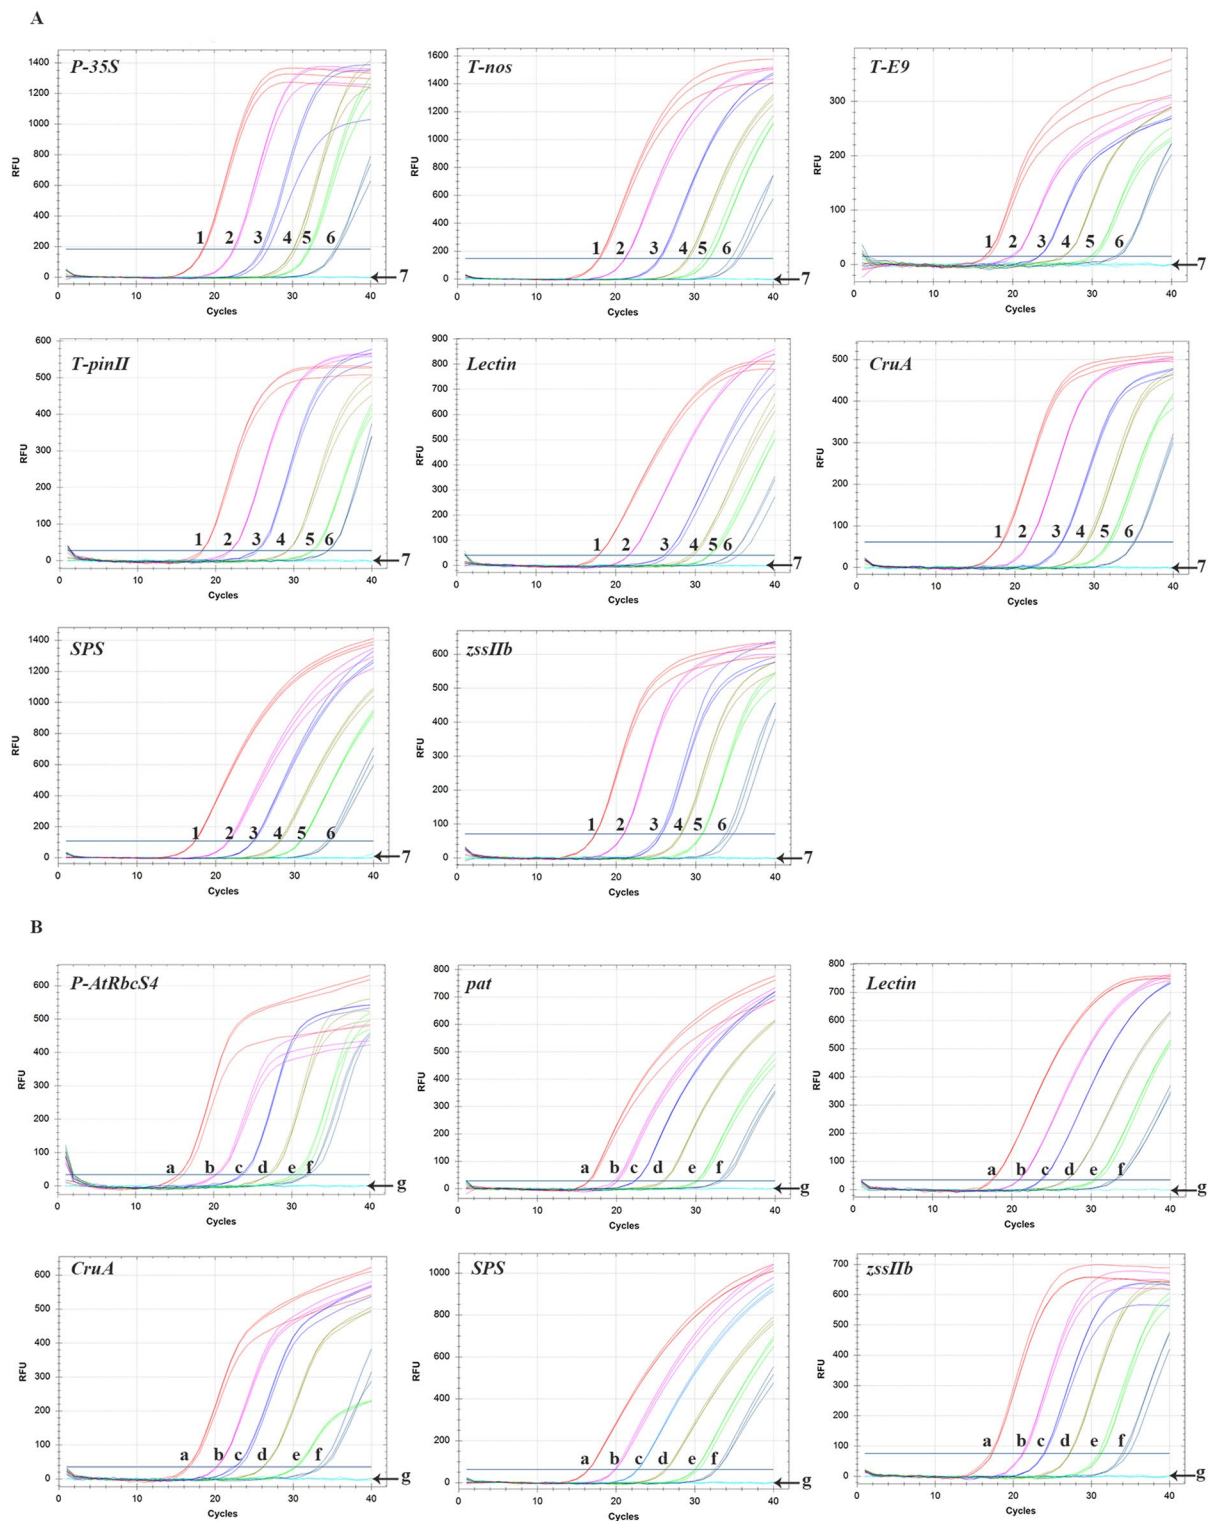 A
P-35S
RFU
1400
1200
1000
800
600
400
200
0
1 2 3 4 5 6
7
0 10 20 30 40
Cycles
T-nos
RFU
1600
1400
1200
1000
800
600
400
200
0
1 2 3 4 5 6
7
0 10 20 30 40
Cycles
T-E9
RFU
300
200
100
0
1 2 3 4 5 6
7
0 10 20 30 40
Cycles
T-pinII
RFU
600
500
400
300
200
100
0
1 2 3 4 5 6
7
0 10 20 30 40
Cycles
Lectin
RFU
900
800
700
600
500
400
300
200
100
0
1 2 3 4 5 6
7
0 10 20 30 40
Cycles
CruA
RFU
500
400
300
200
100
0
1 2 3 4 5 6
7
0 10 20 30 40
Cycles
SPS
RFU
1400
1200
1000
800
600
400
200
0
1 2 3 4 5 6
7
0 10 20 30 40
Cycles
zssIIb
RFU
600
500
400
300
200
100
0
1 2 3 4 5 6
7
0 10 20 30 40
Cycles
B
P-AtRbcS4
RFU
600
500
400
300
200
100
0
a b c d e f
g
0 10 20 30 40
Cycles
pat
RFU
800
700
600
500
400
300
200
100
0
a b c d e f
g
0 10 20 30 40
Cycles
Lectin
RFU
800
700
600
500
400
300
200
100
0
a b c d e f
g
0 10 20 30 40
Cycles
CruA
RFU
600
500
400
300
200
100
0
a b c d e f
g
0 10 20 30 40
Cycles
SPS
RFU
1000
800
600
400
200
0
a b c d e f
g
0 10 20 30 40
Cycles
zssIIb
RFU
700
600
500
400
300
200
100
0
a b c d e f
g
0 10 20 30 40
Cycles